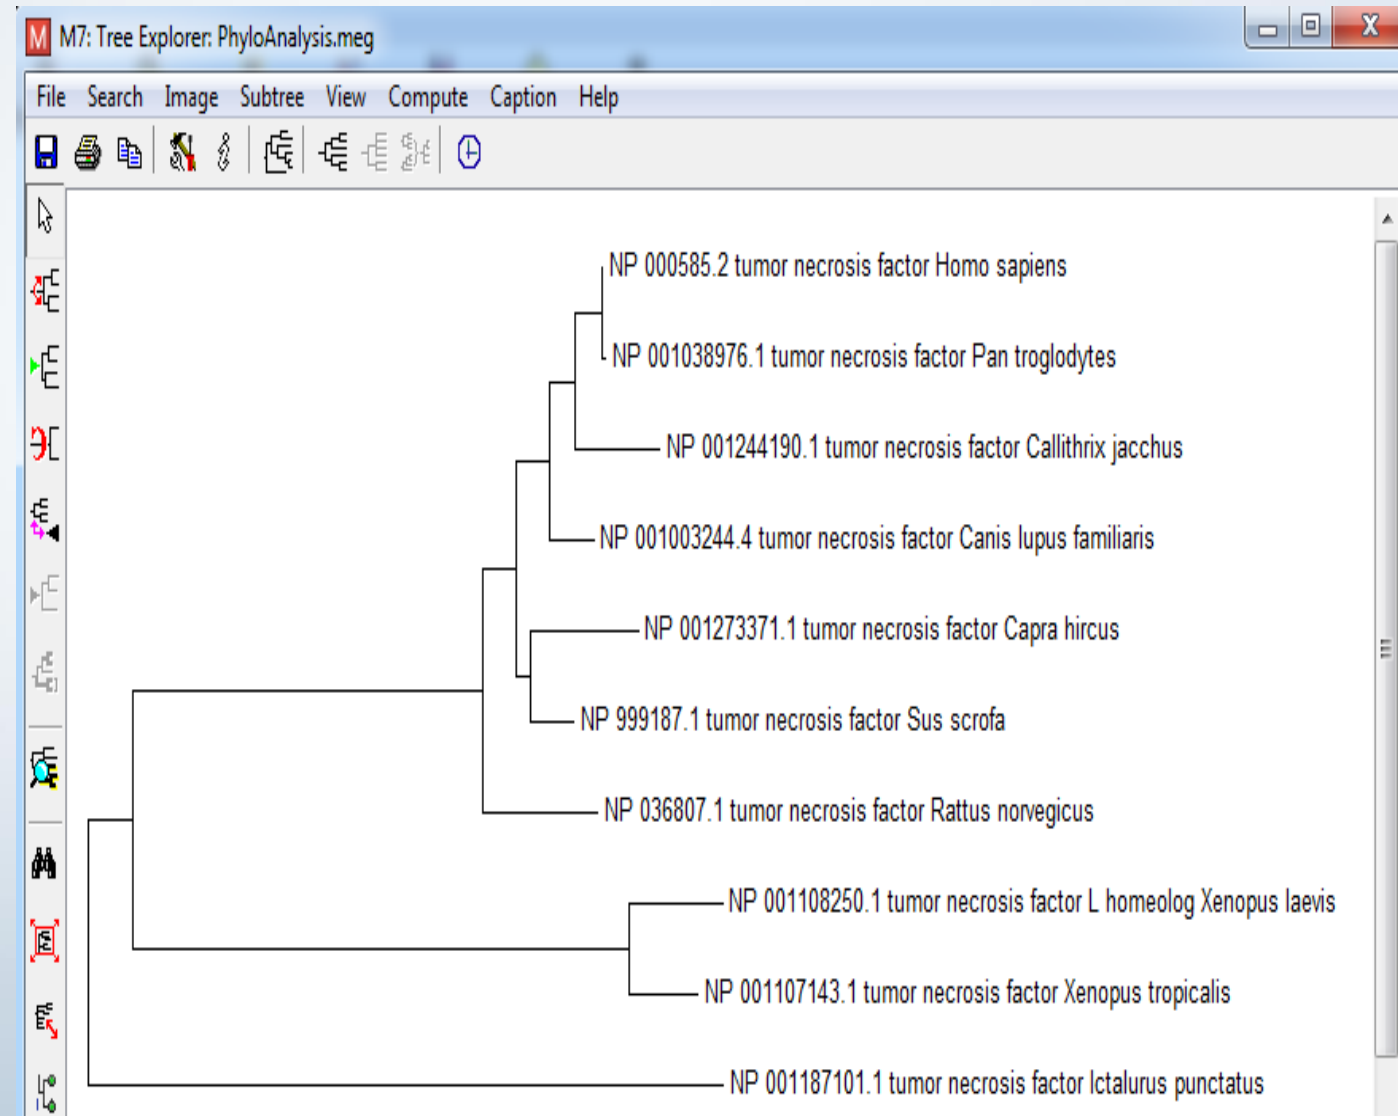 M M7: Tree Explorer: PhyloAnalysis.meg
X
File Search Image Subtree View Compute Caption Help
NP 000585.2 tumor necrosis factor Homo sapiens
NP 001038976.1 tumor necrosis factor Pan troglodytes
NP 001244190.1 tumor necrosis factor Callithrix jacchus
NP 001003244.4 tumor necrosis factor Canis lupus familiaris
NP 001273371.1 tumor necrosis factor Capra hircus
NP 999187.1 tumor necrosis factor Sus scrofa
NP 036807.1 tumor necrosis factor Rattus norvegicus
NP 001108250.1 tumor necrosis factor L homeolog Xenopus laevis
NP 001107143.1 tumor necrosis factor Xenopus tropicalis
NP 001187101.1 tumor necrosis factor Ictalurus punctatus